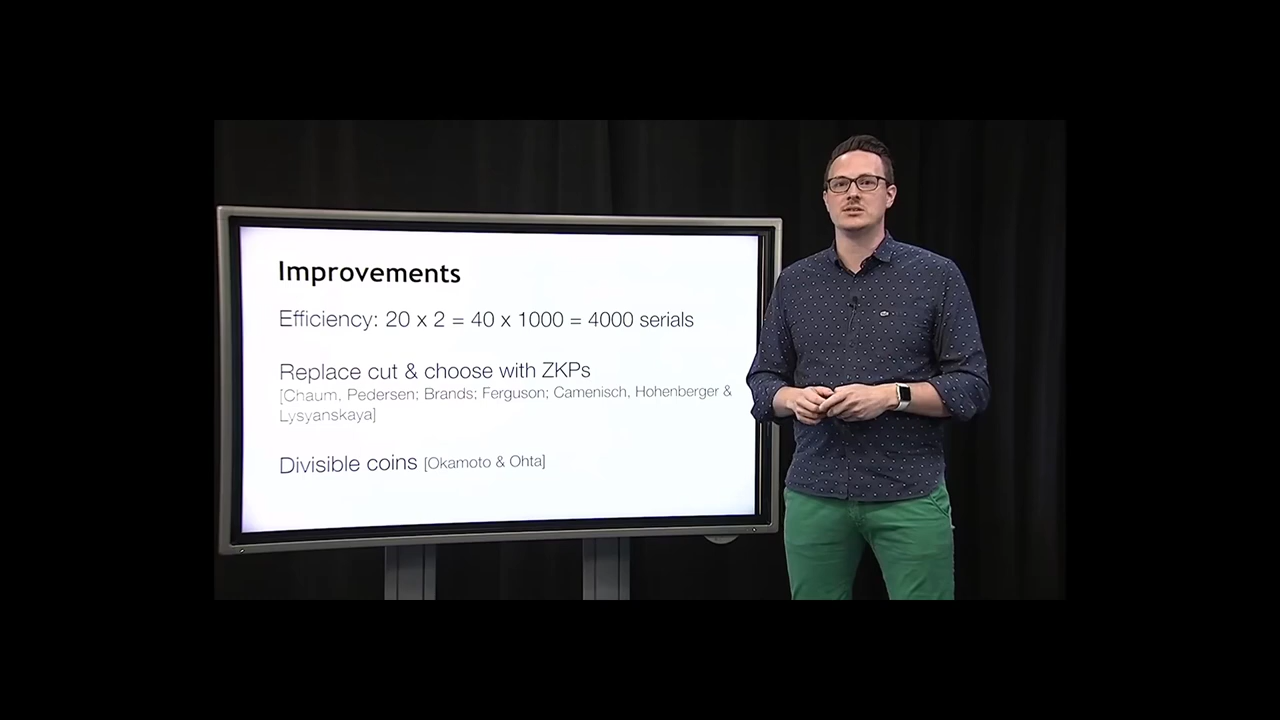 Improvements
Efficiency: 20 x 2 = 40 x 1000 = 4000 serials
Replace cut & choose with ZKPs
[Chaum, Pedersen; Brands; Ferguson; Camenisch, Hohenberger &
Lysyanskaya]
Divisible coins [Okamoto & Ohta]